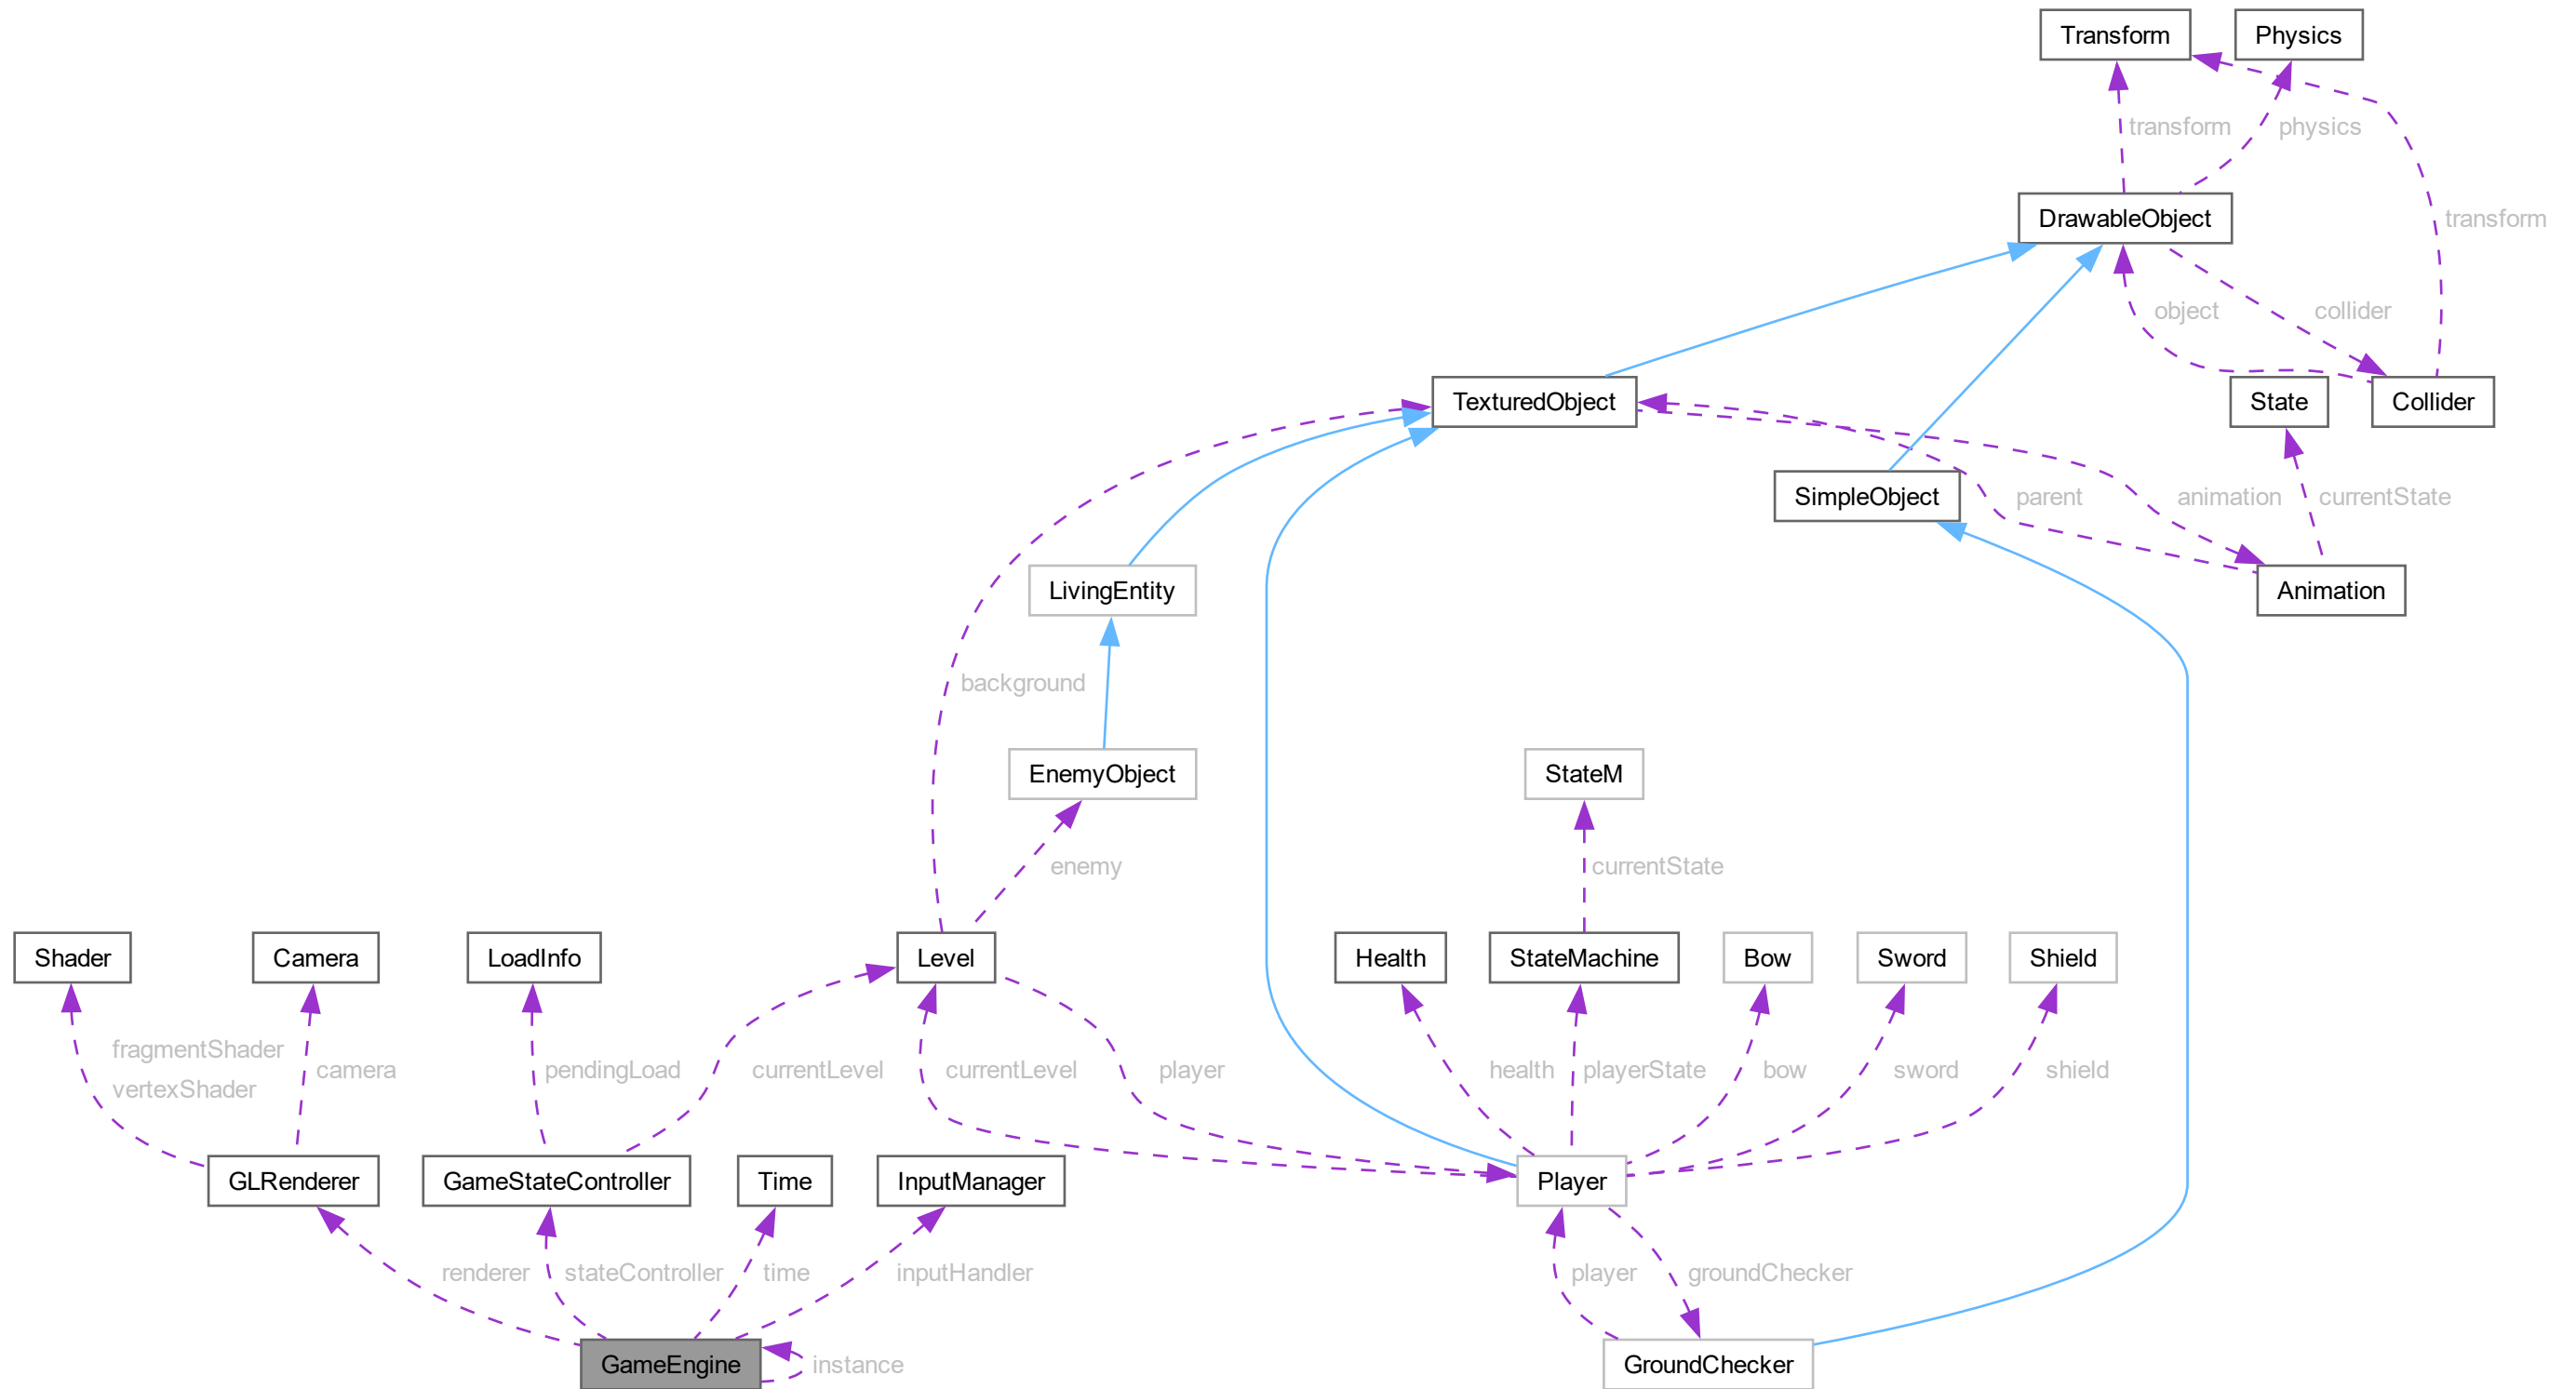 Transform
Physics
transform
physics
DrawableObject
transform
object
collider
TexturedObject
State
Collider
SimpleObject
parent
animation
currentState
LivingEntity
Animation
background
EnemyObject
StateM
enemy
currentState
Shader
Camera
LoadInfo
Level
Health
StateMachine
Bow
Sword
Shield
fragmentShader
vertexShader
camera
pendingLoad
currentLevel
currentLevel
player
health
playerState
bow
sword
shield
GLRenderer
GameStateController
Time
InputManager
Player
renderer
stateController
time
inputHandler
player
groundChecker
GameEngine
instance
GroundChecker